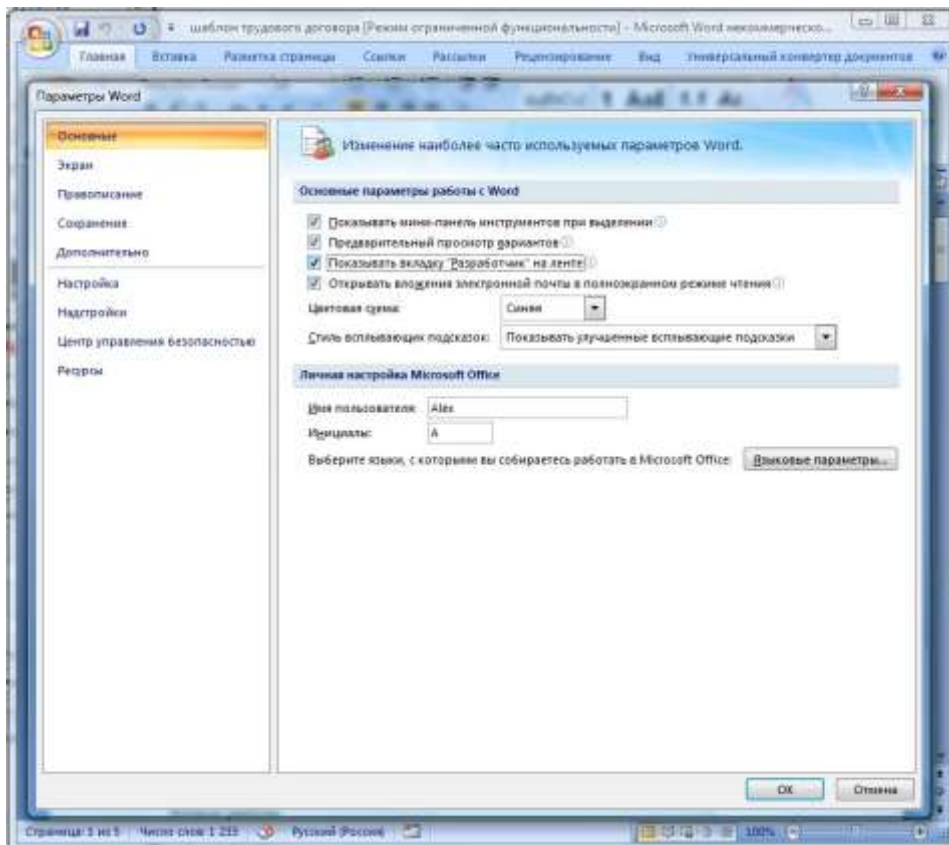 шаблон трудового договора [Режим ограниченной функциональности] - Microsoft Word некоммерческо...
Главная Вставка Разметка страницы Ссылки Рассылки Рецензирование Вид Универсальный конвертер документов
Параметры Word
Основные
Экран
Правописание
Сохранение
Дополнительно
Настройка
Надстройки
Центр управления безопасностью
Ресурсы
Изменение наиболее часто используемых параметров Word.
Основные параметры работы с Word
Показывать мини-панель инструментов при выделении
Предварительный просмотр вариантов
Показывать вкладку "Разработчик" на ленте
Открывать вложения электронной почты в полноэкранном режиме чтения
Цветовая схема: Синяя
Стиль всплывающих подсказок: Показывать улучшенные всплывающие подсказки
Личная настройка Microsoft Office
Имя пользователя: Alex
Инициалы: A
Выберите языки, с которыми вы собираетесь работать в Microsoft Office: Языковые параметры...
ОК Отмена
Страница: 1 из 5 Число слов: 1 233 Русский (Россия) 100%